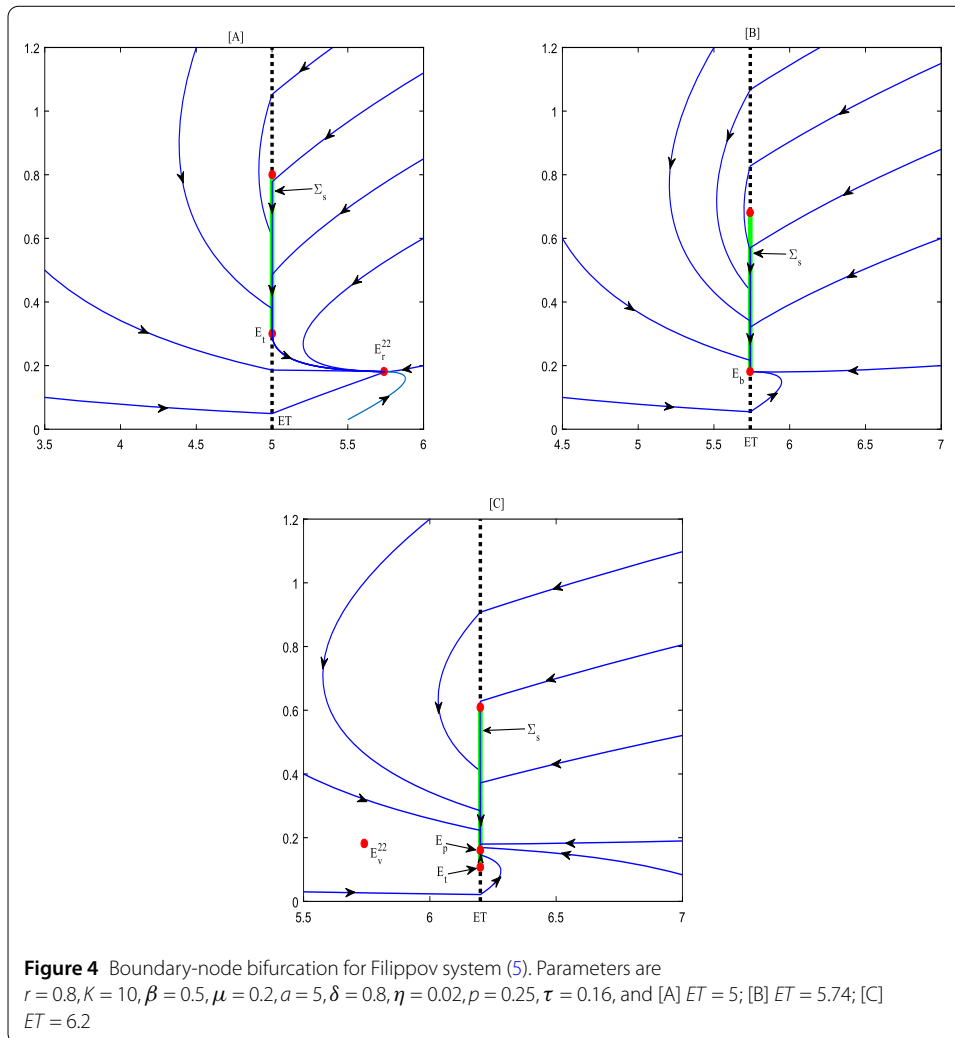 [A]
1.2
1
0.8
0.6
0.4
0.2
0
Σs
Et
Er22
ET
3.5 4 4.5 5 5.5 6
[B]
1.2
1
0.8
0.6
0.4
0.2
0
Σs
Eb
4.5 5 5.5 6 6.5 7
ET
[C]
1.2
1
0.8
0.6
0.4
0.2
0
Σs
Ep
Ev22
Et
5.5 6 6.5 7
ET
Figure 4 Boundary-node bifurcation for Filippov system (5). Parameters are
r = 0.8, K = 10, β = 0.5, μ = 0.2, a = 5, δ = 0.8, η = 0.02, p = 0.25, τ = 0.16, and [A] ET = 5; [B] ET = 5.74; [C]
ET = 6.2